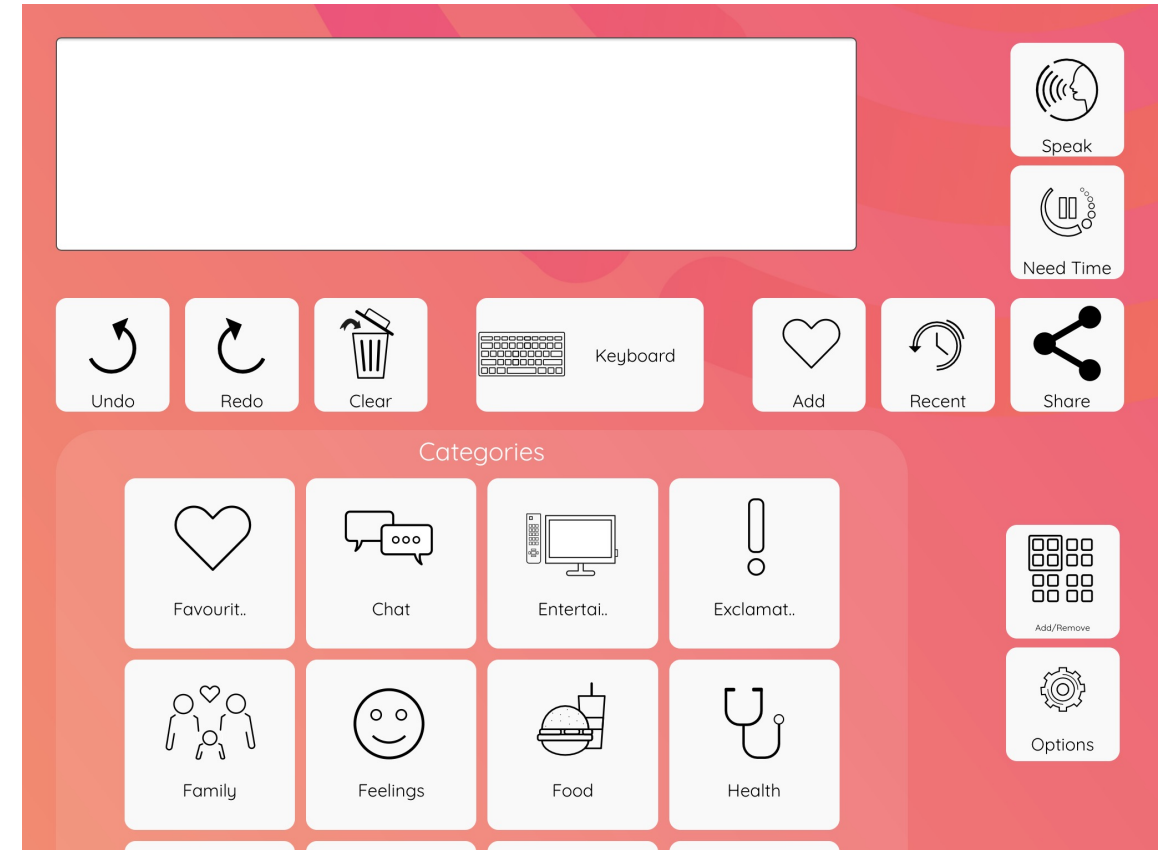 Speak
Need Time
Undo
Redo
Clear
Keyboard
Add
Recent
Share
Categories
Favourit..
Chat
Entertai..
Exclamat..
Add/Remove
Family
Feelings
Food
Health
Options